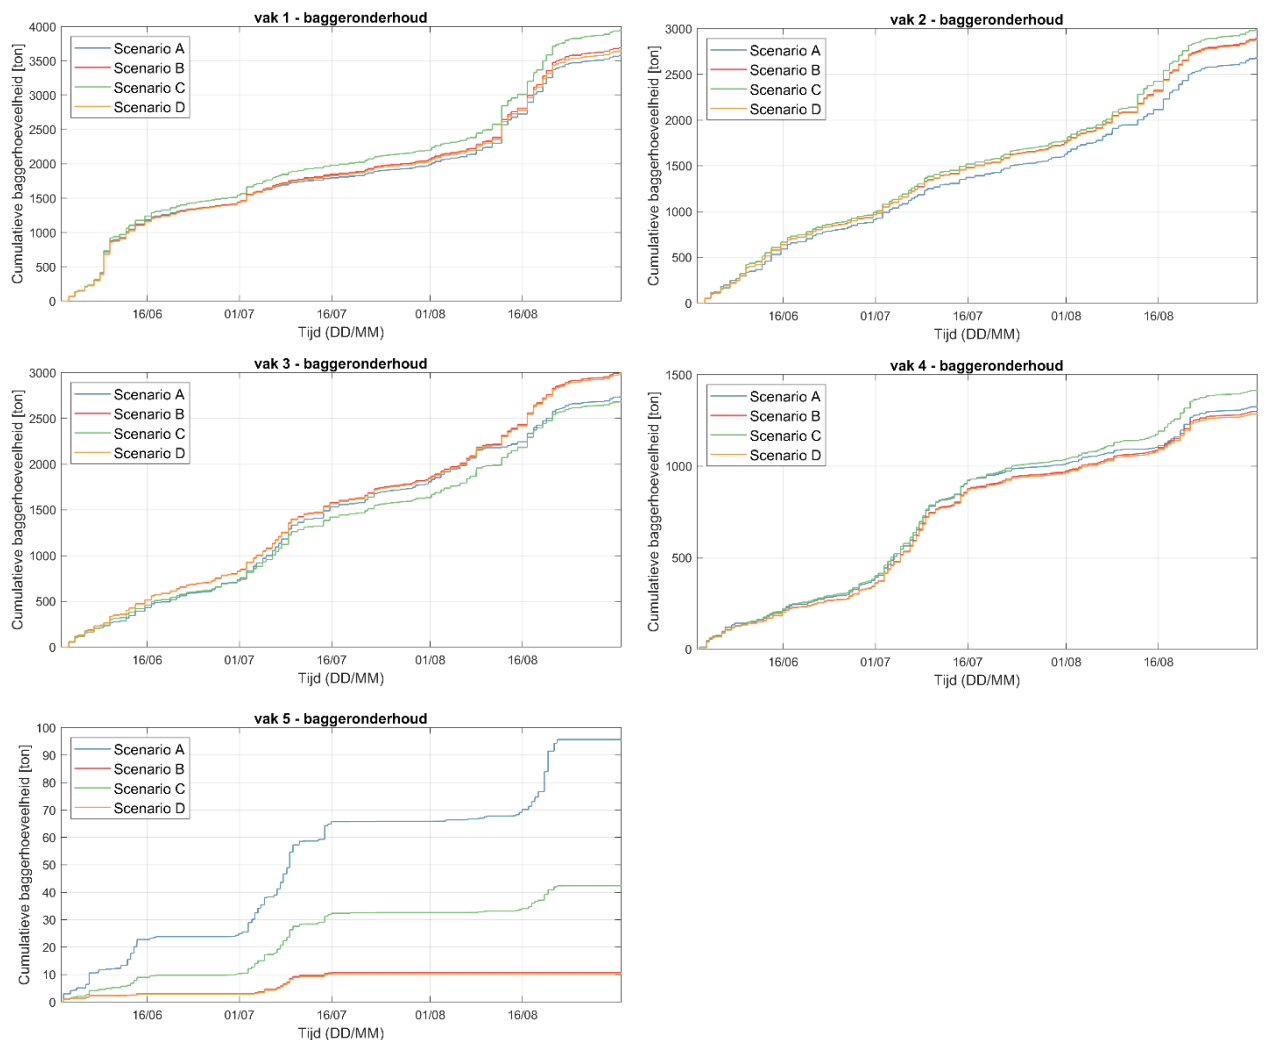 vak 1 - baggeronderhoud
Cumulatieve baggerhoeveelheid [ton]
4000
3500
3000
2500
2000
1500
1000
500
0
Scenario A
Scenario B
Scenario C
Scenario D
16/06 01/07 16/07 01/08 16/08
Tijd (DD/MM)
vak 2 - baggeronderhoud
Cumulatieve baggerhoeveelheid [ton]
3000
2500
2000
1500
1000
500
0
Scenario A
Scenario B
Scenario C
Scenario D
16/06 01/07 16/07 01/08 16/08
Tijd (DD/MM)
vak 3 - baggeronderhoud
Cumulatieve baggerhoeveelheid [ton]
3000
2500
2000
1500
1000
500
0
Scenario A
Scenario B
Scenario C
Scenario D
16/06 01/07 16/07 01/08 16/08
Tijd (DD/MM)
vak 4 - baggeronderhoud
Cumulatieve baggerhoeveelheid [ton]
1500
1000
500
0
Scenario A
Scenario B
Scenario C
Scenario D
16/06 01/07 16/07 01/08 16/08
Tijd (DD/MM)
vak 5 - baggeronderhoud
Cumulatieve baggerhoeveelheid [ton]
100
90
80
70
60
50
40
30
20
10
0
Scenario A
Scenario B
Scenario C
Scenario D
16/06 01/07 16/07 01/08 16/08
Tijd (DD/MM)